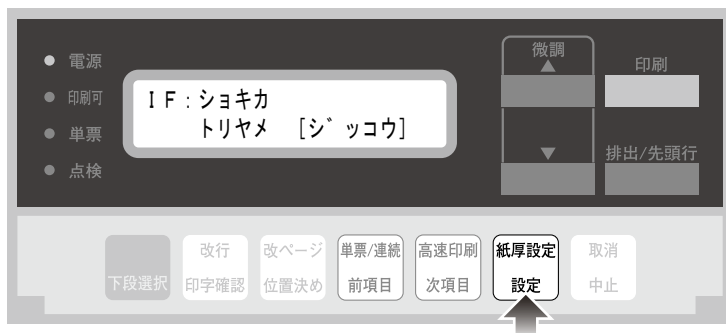 電源
印刷可
単票
点検
IF:ショキカ
トリヤメ [シ゛ッコウ]
微調
▲
印刷
▼
排出/先頭行
下段選択
改行
印字確認
改ページ
位置決め
単票/連続
前項目
高速印刷
次項目
紙厚設定
設定
取消
中止